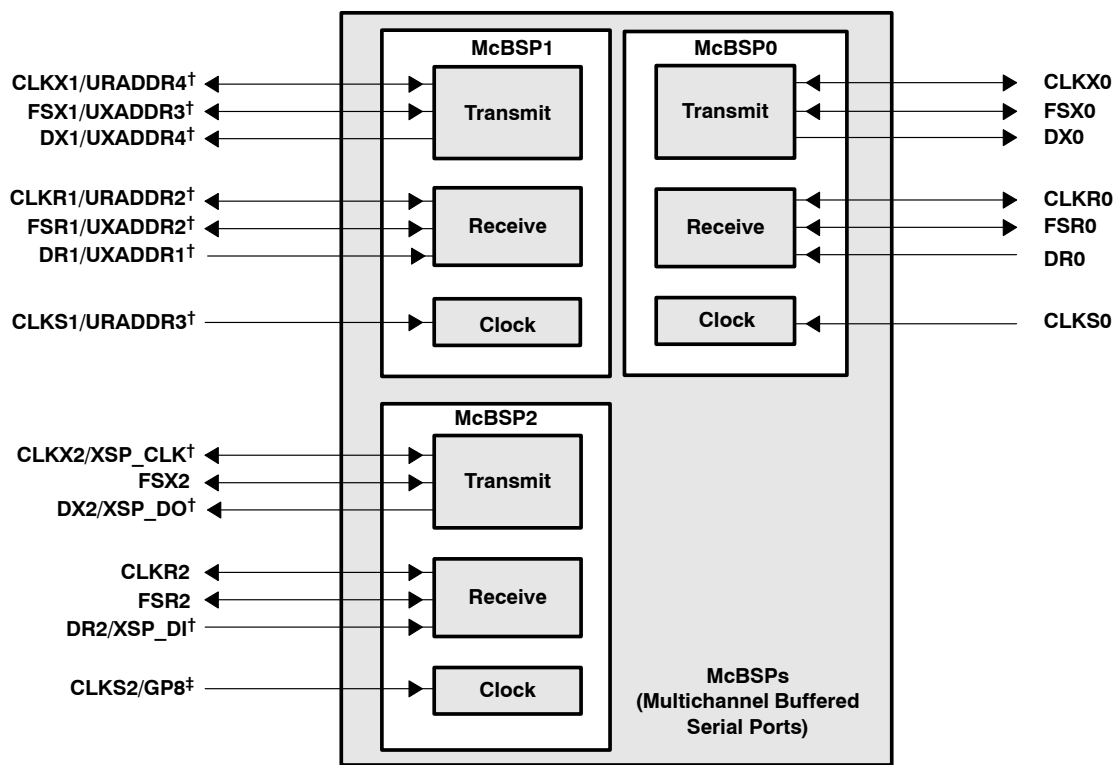 McBSP1
McBSP0
CLKX1/URADDR4†
FSX1/UXADDR3†
DX1/UXADDR4†
Transmit
Transmit
CLKX0
FSX0
DX0
CLKR1/URADDR2†
FSR1/UXADDR2†
DR1/UXADDR1†
Receive
Receive
CLKR0
FSR0
DR0
CLKS1/URADDR3†
Clock
Clock
CLKS0
McBSP2
CLKX2/XSP_CLK†
FSX2
DX2/XSP_DO†
Transmit
CLKR2
FSR2
DR2/XSP_DI†
Receive
CLKS2/GP8‡
Clock
McBSPs
(Multichannel Buffered
Serial Ports)